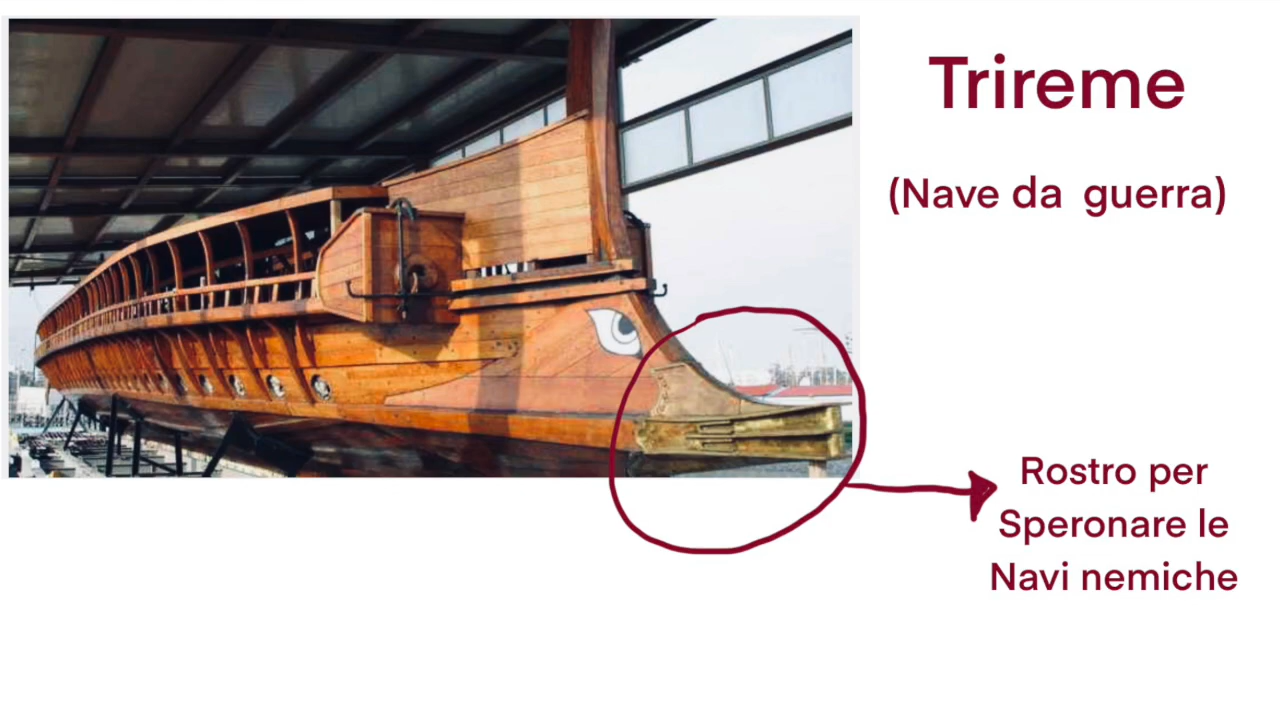 Trireme
(Nave da guerra)
Rostro per
Speronare le
Navi nemiche